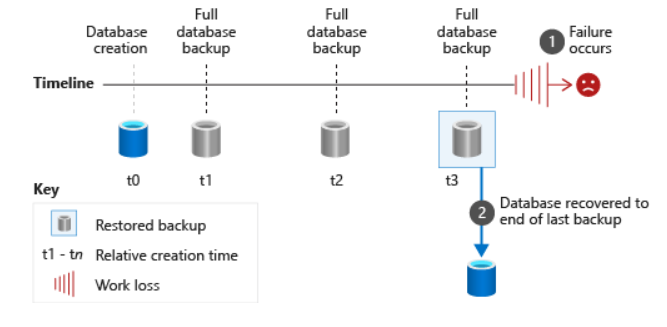 Database
creation
Full
database
backup
Full
database
backup
Full
database
backup
1
Failure
occurs
Timeline
t0
t1
t2
t3
Key
Restored backup
t1 - tn Relative creation time
Work loss
2
Database recovered to
end of last backup